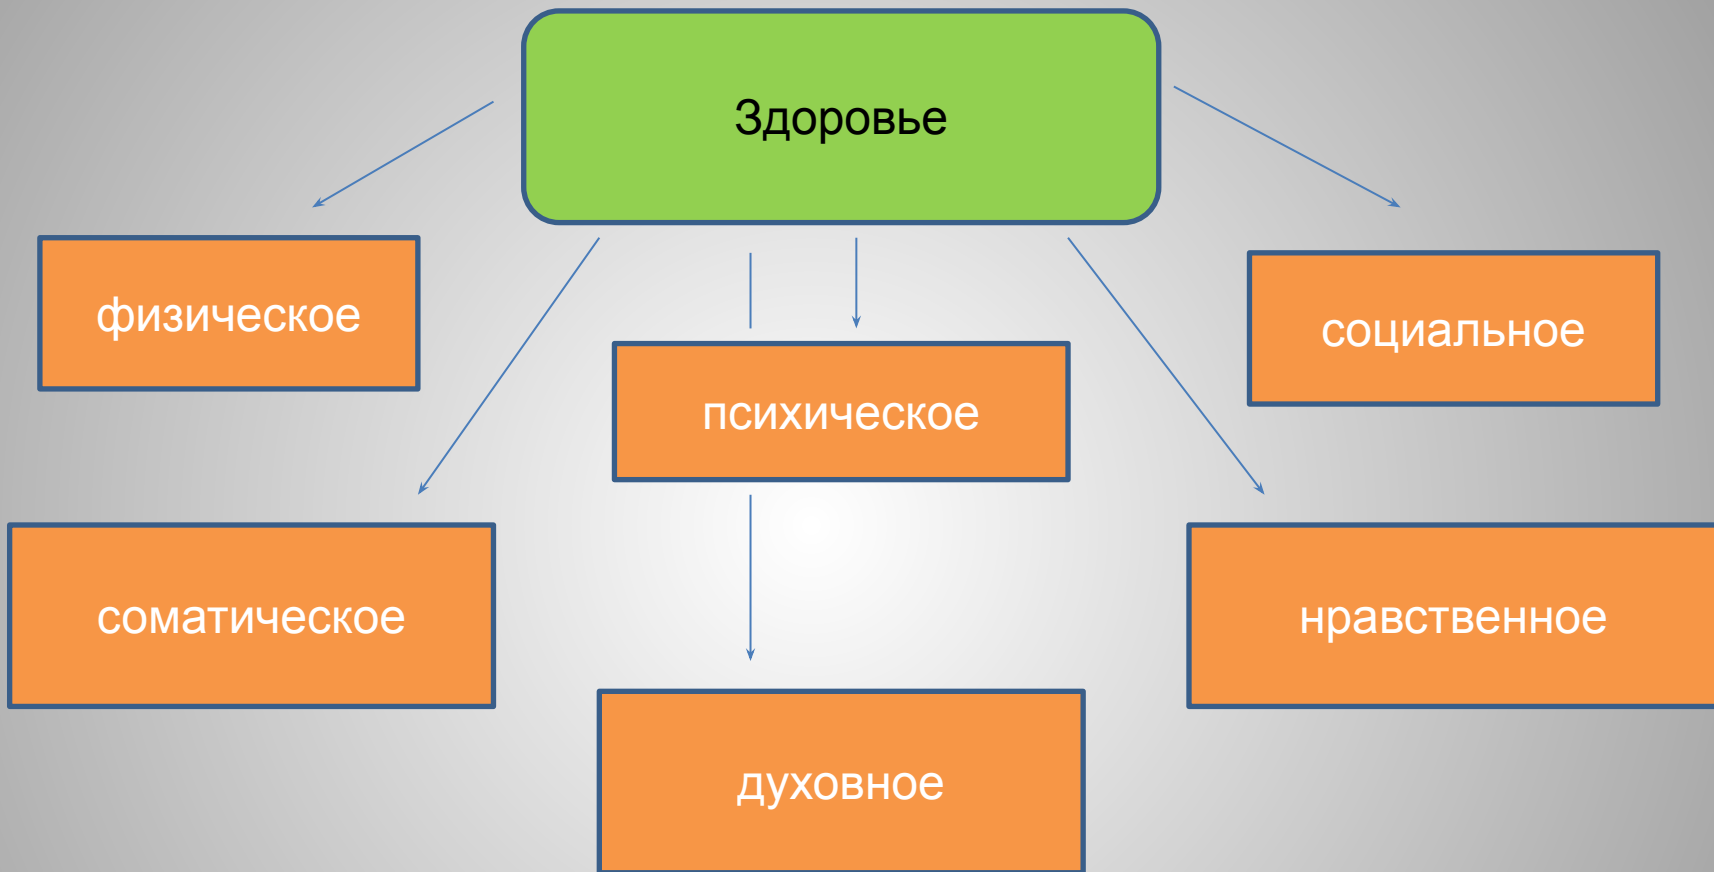 Здоровье
физическое
социальное
психическое
соматическое
нравственное
духовное